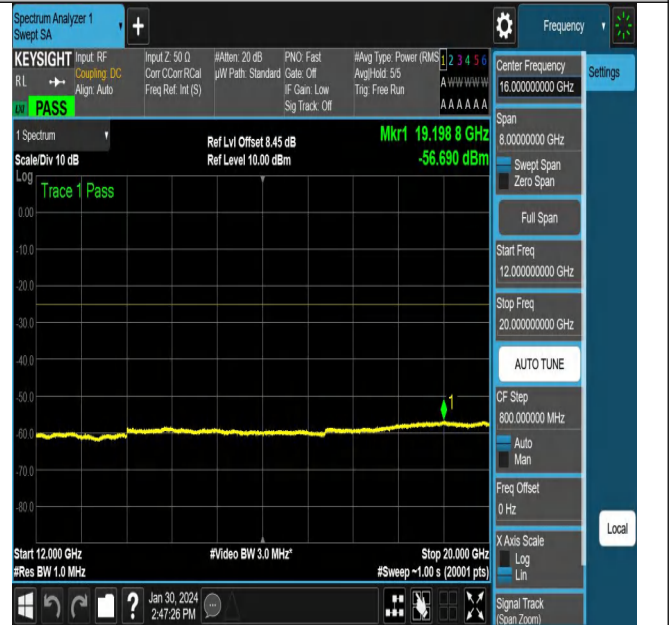 Spectrum Analyzer 1
Swept SA
+
Frequency
KEYSIGHT
RL
PASS
Input: RF
Coupling: DC
Align: Auto
Input Z: 50 Ω
Corr CCorr RCal
Freq Ref: Int (S)
#Atten: 20 dB
µW Path: Standard
PNO: Fast
Gate: Off
IF Gain: Low
Sig Track: Off
#Avg Type: Power (RMS
Avg|Hold: 5/5
Trig: Free Run
1 2 3 4 5 6
A W W W W W
A A A A A A
1 Spectrum
Scale/Div 10 dB
Ref Lvl Offset 8.45 dB
Ref Level 10.00 dBm
Mkr1 19.198 8 GHz
-56.690 dBm
Log
Trace 1 Pass
0.00
-10.0
-20.0
-30.0
-40.0
-50.0
-60.0
-70.0
-80.0
1
Start 12.000 GHz
#Res BW 1.0 MHz
#Video BW 3.0 MHz*
Stop 20.000 GHz
#Sweep ~1.00 s (20001 pts)
Center Frequency
16.00000000 GHz
Settings
Span
8.00000000 GHz
Swept Span
Zero Span
Full Span
Start Freq
12.000000000 GHz
Stop Freq
20.000000000 GHz
AUTO TUNE
CF Step
800.000000 MHz
Auto
Man
Freq Offset
0 Hz
X Axis Scale
Log
Lin
Local
Signal Track
(Span Zoom)
?
Jan 30, 2024
2:47:26 PM